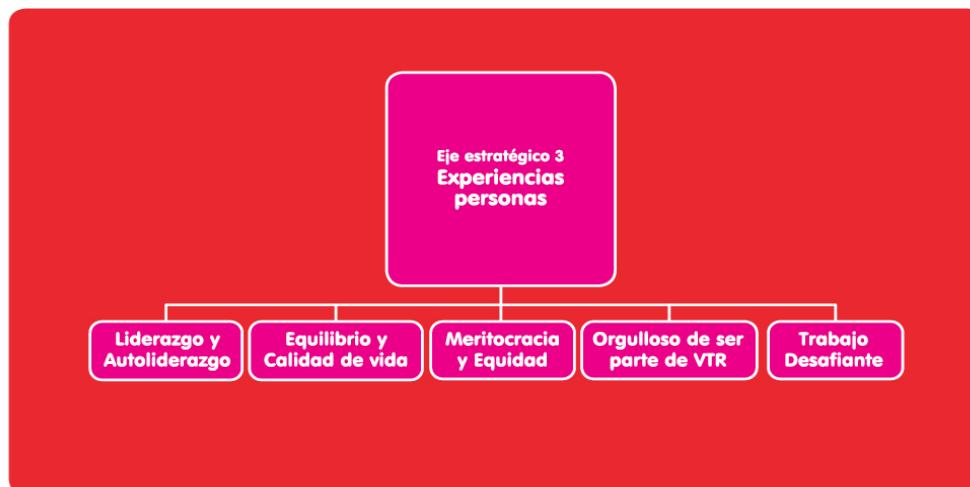 Eje estratégico 3
Experiencias
personas
Liderazgo y
Autoliderazgo
Equilibrio y
Calidad de vida
Meritocracia
y Equidad
Orgulloso de ser
parte de VTR
Trabajo
Desafiante